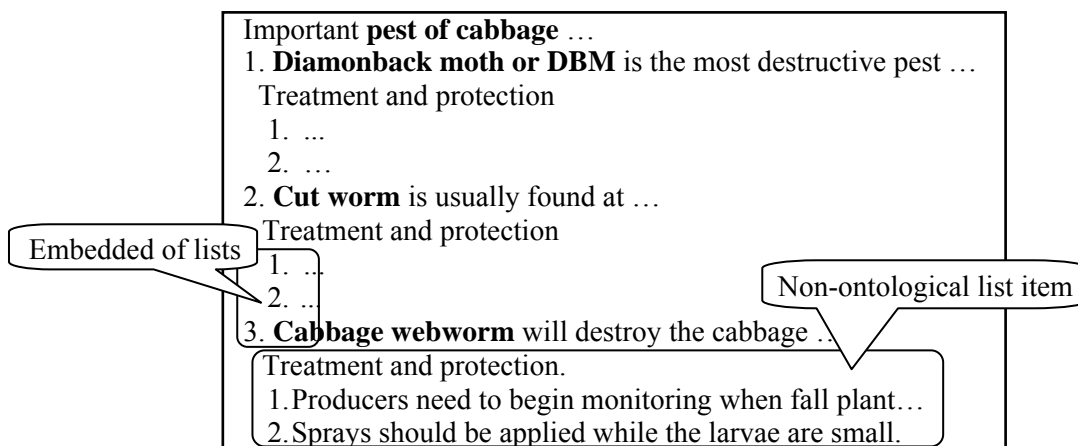 Important pest of cabbage …
1. Diamonback moth or DBM is the most destructive pest …
Treatment and protection
1. ...
2. …
2. Cut worm is usually found at …
Treatment and protection
Embedded of lists
1. ...
2. ...
Non-ontological list item
3. Cabbage webworm will destroy the cabbage …
Treatment and protection.
1.Producers need to begin monitoring when fall plant…
2.Sprays should be applied while the larvae are small.